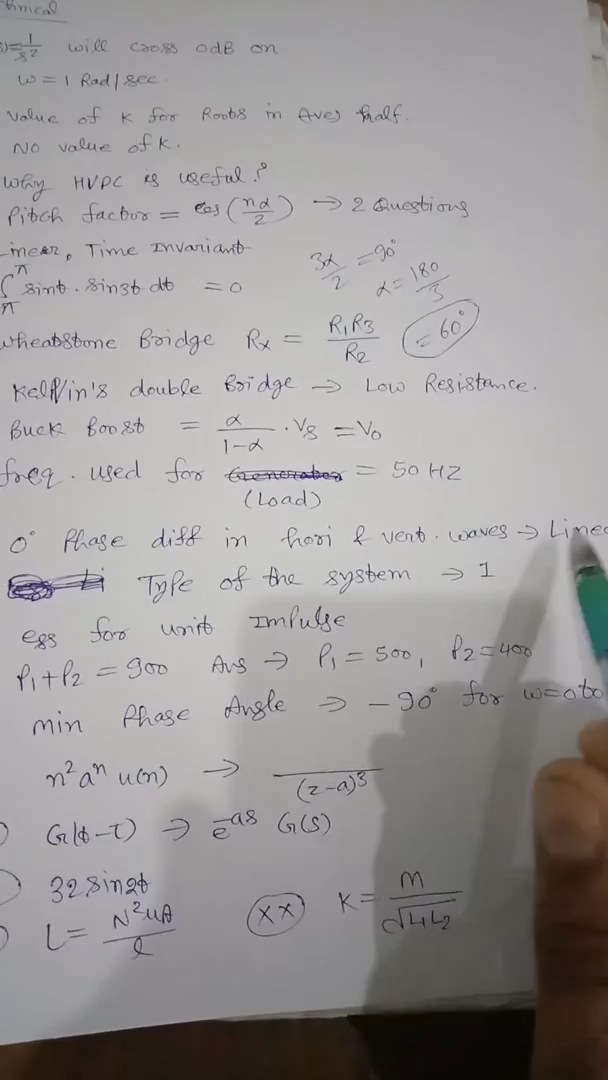 Technical
= 1/s² will cross 0dB on
ω = 1 Rad/sec.
Value of K for Roots in (+ve) half.
No value of K.
Why HVDC is useful?
Pitch factor = cos(nα/2) → 2 Questions
Linear, Time Invariant
3α/2 = 90°
α = 180/3
= 60°
∫ sint · sin3t dt = 0
Wheatstone Bridge Rx = R1R3/R2
Kelvin's double Bridge → Low Resistance.
Buck Boost = α/(1-α) · Vs = Vo
freq. used for = 50 HZ
(Load)
0° Phase diff in hori & vert. waves →
Type of the system → 1
ess for unit Impulse
P1+P2 = 900 Ans → P1 = 500, P2 = 400
min Phase Angle ⇒ -90° for ω=0 to
n² aⁿ u(n) → /(z-a)³
→ e^-as G(s)
32 sin2t
L = N²uA/l
XX K = M/√L1L2